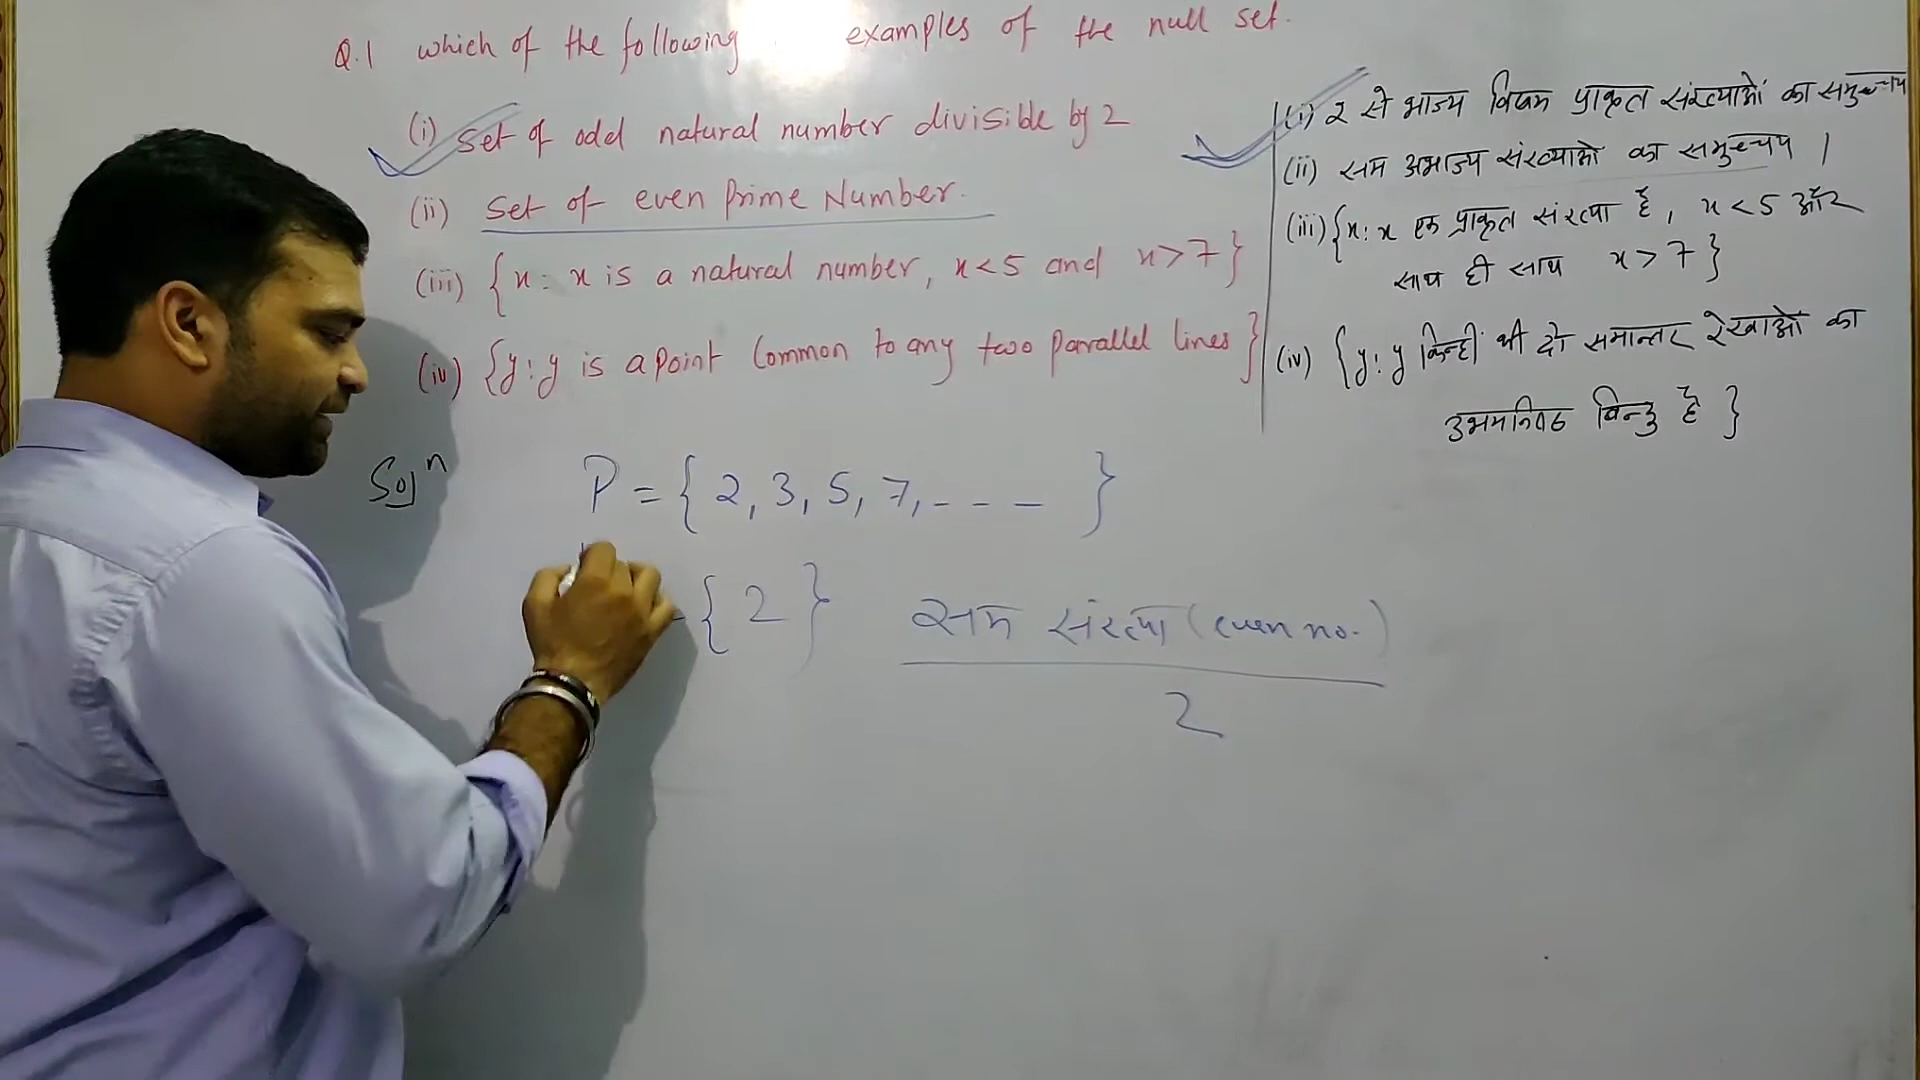 Q.1 which of the following examples of the null set.
(i) set of odd natural number divisible by 2
(ii) set of even Prime Number.
(iii) {x : x is a natural number, x<5 and x>7}
(iv) {y : y is a point Common to any two Parallel lines}
(i) 2 से भाज्य विषम प्राकृत संख्याओं का समुच्चय
(ii) सम अभाज्य संख्याओं का समुच्चय ।
(iii) {x : x एक प्राकृत संख्या है, x<5 और
साथ ही साथ x>7}
(iv) {y : y किन्हीं भी दो समान्तर रेखाओं का
उभयनिष्ठ बिन्दु है }
Solⁿ
P = { 2, 3, 5, 7, - - - }
{ 2 }
सम संख्या (even no.)
2